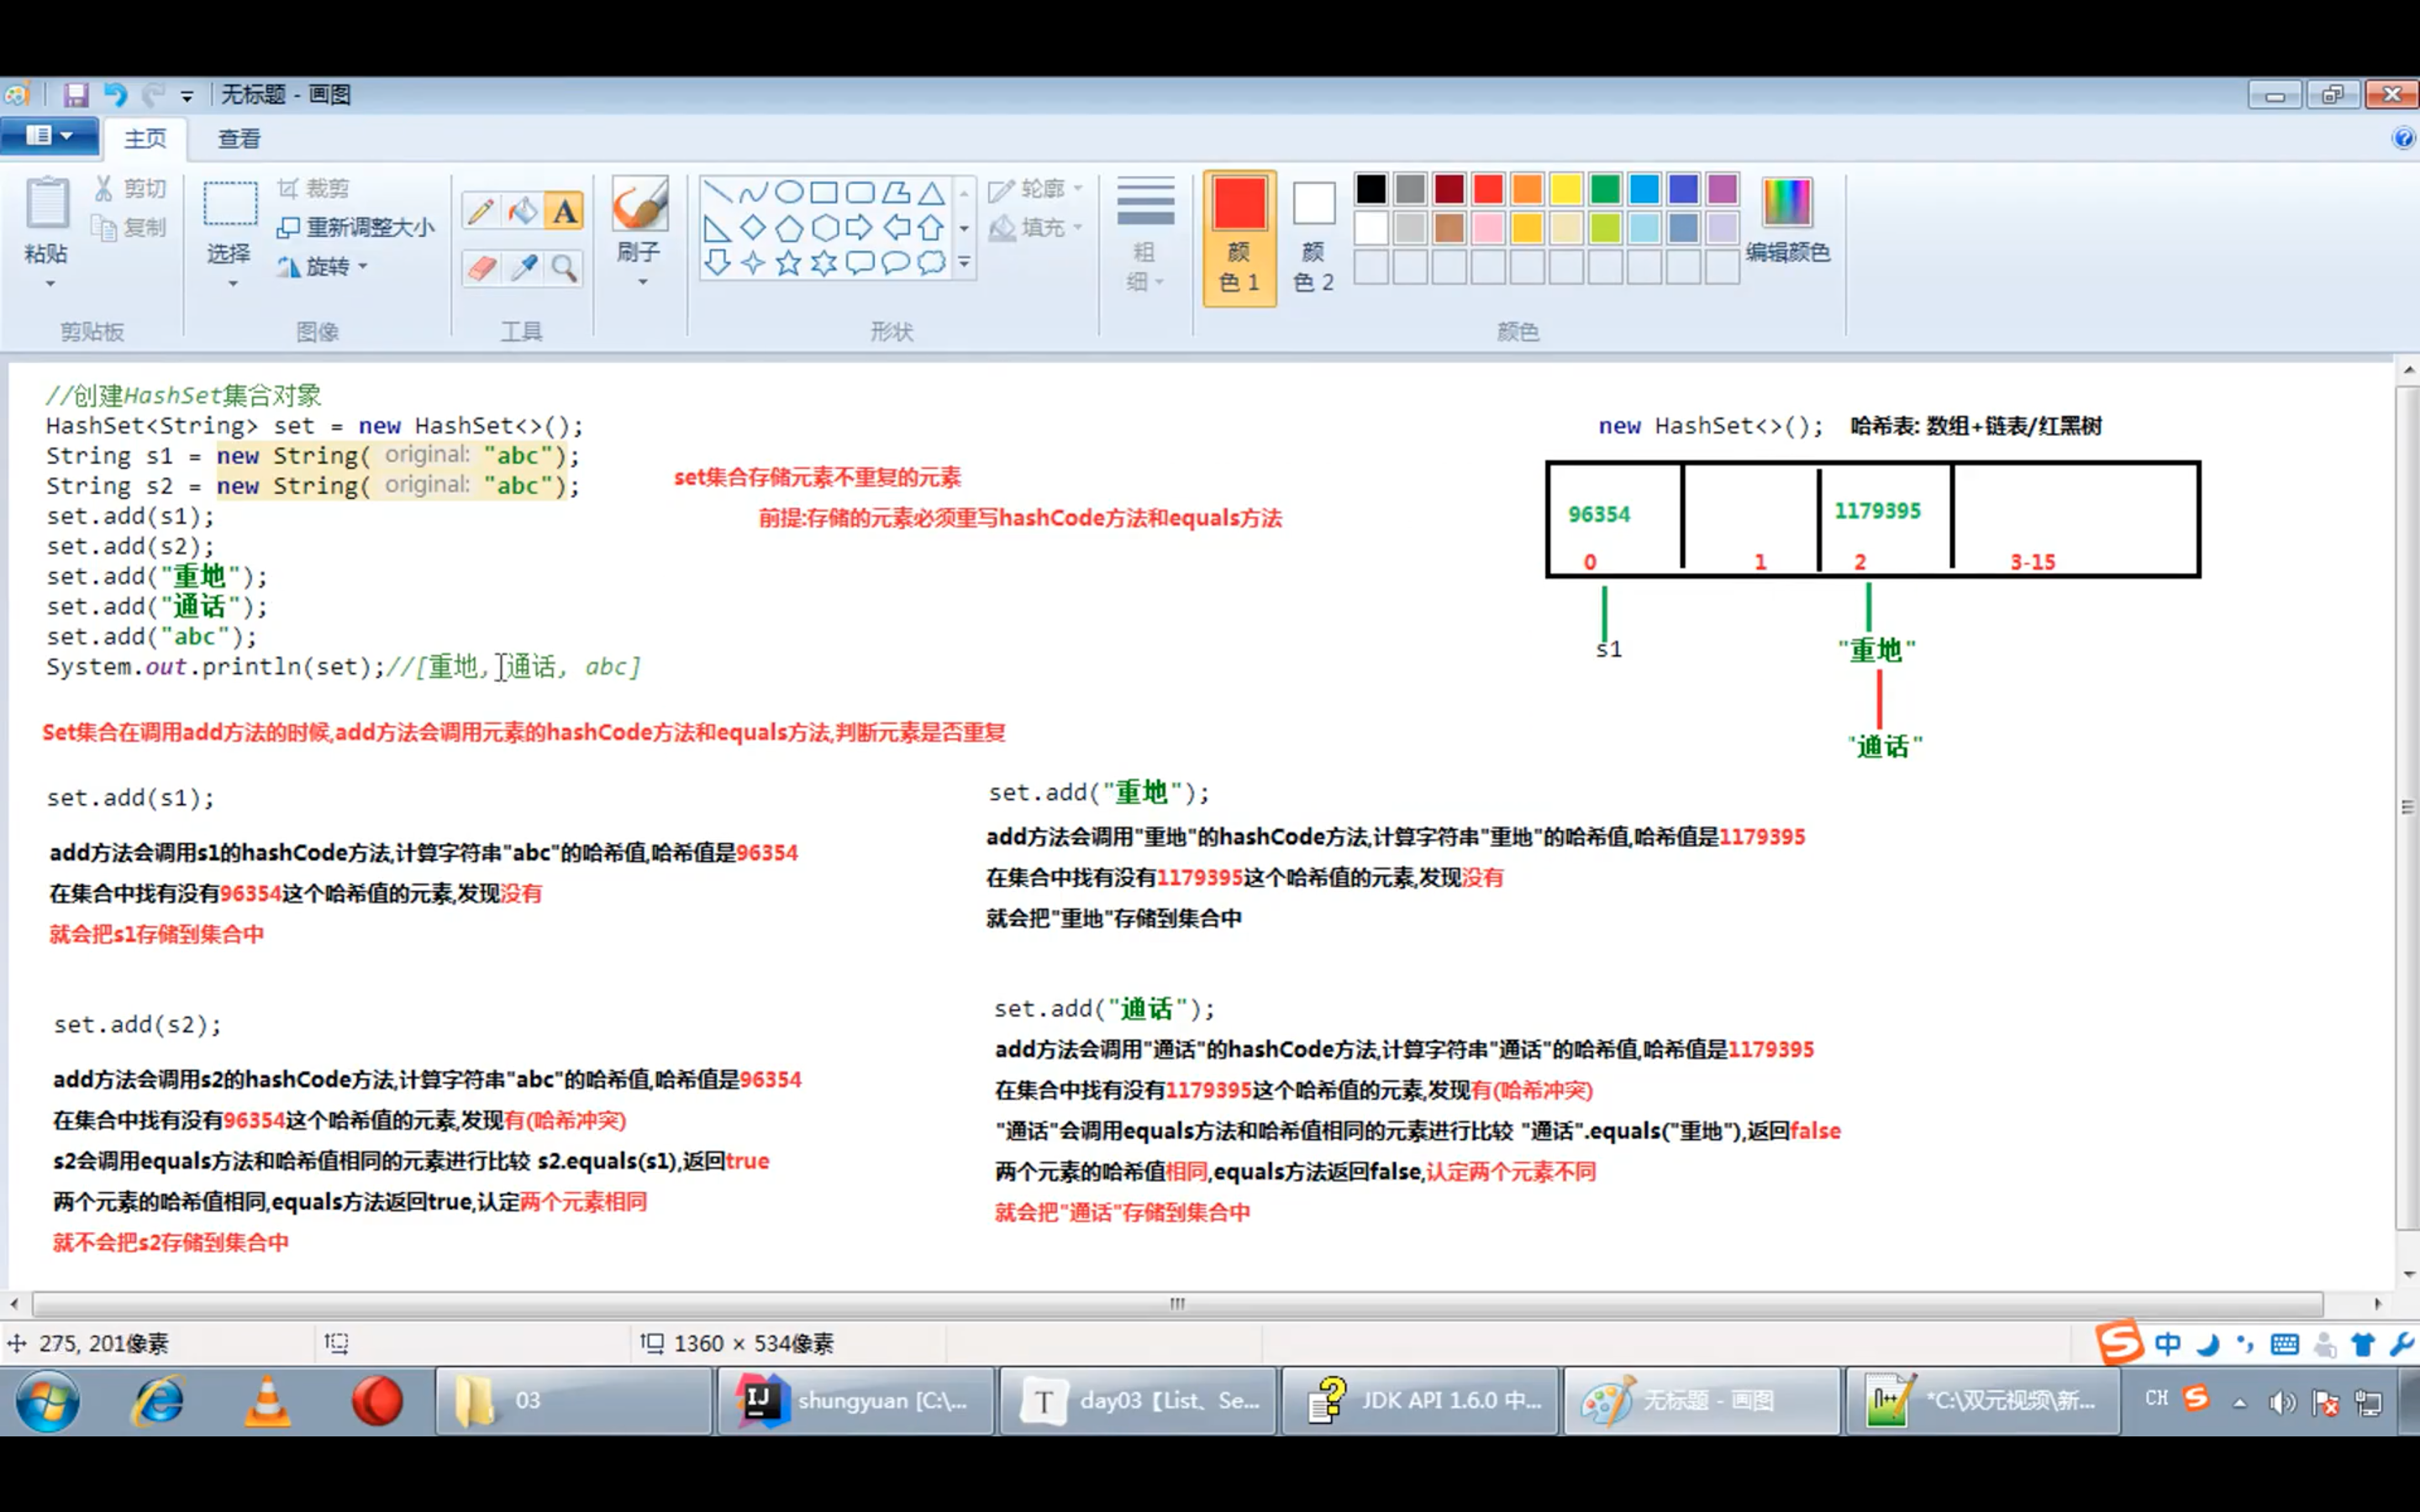 无标题 - 画图
主页
查看
粘贴
剪切
复制
剪贴板
选择
裁剪
重新调整大小
旋转
图像
A
工具
刷子
形状
轮廓
填充
粗
细
颜
色 1
颜
色 2
编辑颜色
颜色
//创建HashSet集合对象
HashSet<String> set = new HashSet<>();
String s1 = new String( original: "abc");
String s2 = new String( original: "abc");
set.add(s1);
set.add(s2);
set.add("重地");
set.add("通话");
set.add("abc");
System.out.println(set);//[重地, 通话, abc]
set集合存储元素不重复的元素
前提:存储的元素必须重写hashCode方法和equals方法
new HashSet<>(); 哈希表: 数组+链表/红黑树
96354
1179395
0
1
2
3-15
s1
"重地"
"通话"
Set集合在调用add方法的时候,add方法会调用元素的hashCode方法和equals方法,判断元素是否重复
set.add(s1);
add方法会调用s1的hashCode方法,计算字符串"abc"的哈希值,哈希值是96354
在集合中找有没有96354这个哈希值的元素,发现没有
就会把s1存储到集合中
set.add(s2);
add方法会调用s2的hashCode方法,计算字符串"abc"的哈希值,哈希值是96354
在集合中找有没有96354这个哈希值的元素,发现有(哈希冲突)
s2会调用equals方法和哈希值相同的元素进行比较 s2.equals(s1),返回true
两个元素的哈希值相同,equals方法返回true,认定两个元素相同
就不会把s2存储到集合中
set.add("重地");
add方法会调用"重地"的hashCode方法,计算字符串"重地"的哈希值,哈希值是1179395
在集合中找有没有1179395这个哈希值的元素,发现没有
就会把"重地"存储到集合中
set.add("通话");
add方法会调用"通话"的hashCode方法,计算字符串"通话"的哈希值,哈希值是1179395
在集合中找有没有1179395这个哈希值的元素,发现有(哈希冲突)
"通话"会调用equals方法和哈希值相同的元素进行比较 "通话".equals("重地"),返回false
两个元素的哈希值相同,equals方法返回false,认定两个元素不同
就会把"通话"存储到集合中
275, 201像素
1360 × 534像素
中
03
shungyuan [C:\...
day03【List、Se...
JDK API 1.6.0 中...
无标题 - 画图
*C:\双元视频\新...
CH